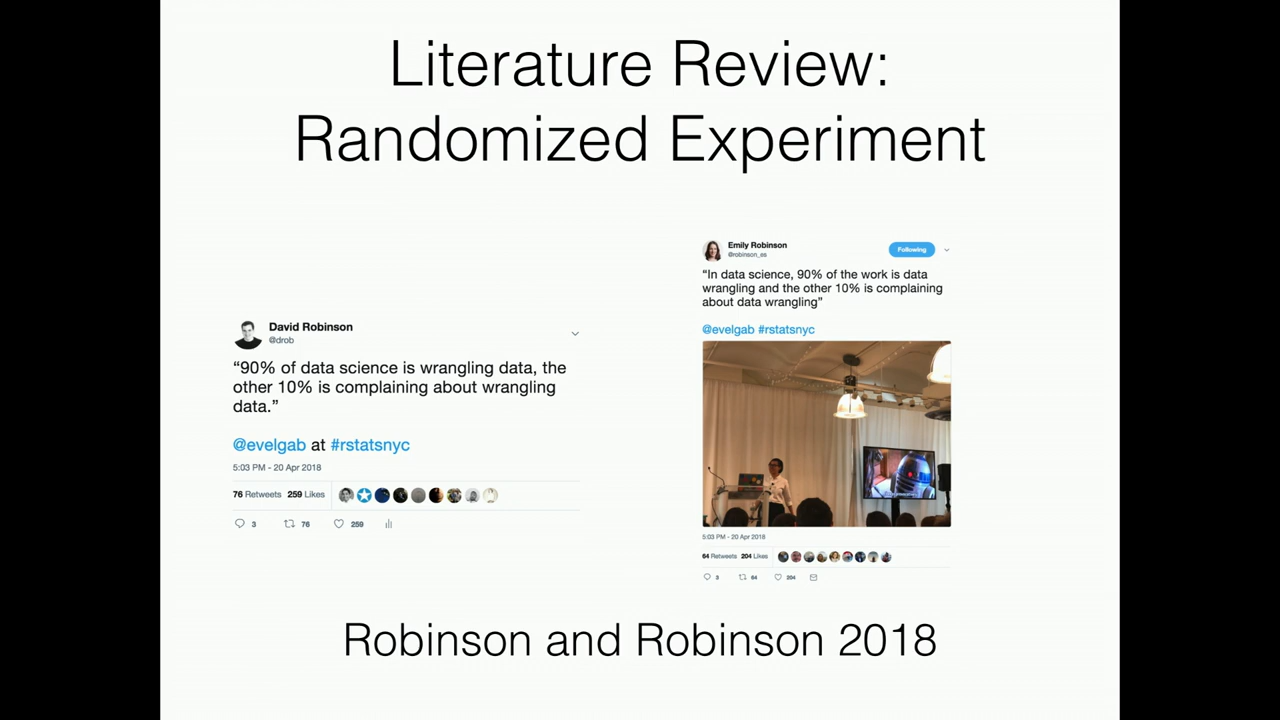 Literature Review:
Randomized Experiment
David Robinson
@drob
“90% of data science is wrangling data, the
other 10% is complaining about wrangling
data.”
@evelgab at #rstatsnyc
5:03 PM - 20 Apr 2018
76 Retweets 259 Likes
3 76 259
Emily Robinson
@robinson_es
Following
“In data science, 90% of the work is data
wrangling and the other 10% is complaining
about data wrangling”
@evelgab #rstatsnyc
5:03 PM - 20 Apr 2018
64 Retweets 204 Likes
3 64 204
Robinson and Robinson 2018